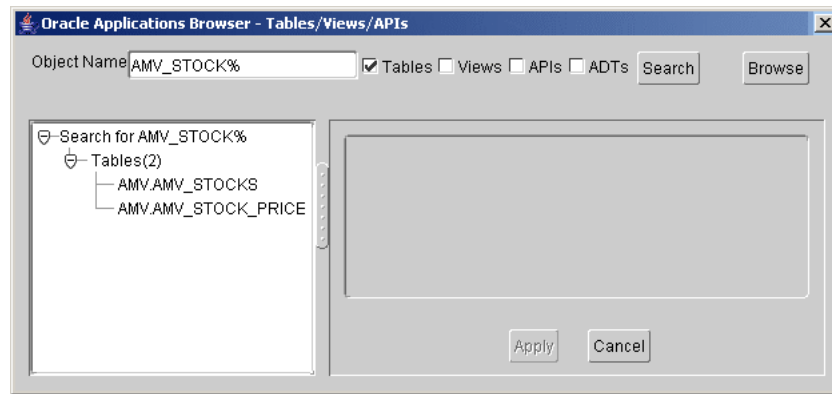 Oracle Applications Browser - Tables/Views/APIs
Object Name AMV_STOCK% Tables Views APIs ADTs Search Browse
Search for AMV_STOCK%
Tables(2)
AMV.AMV_STOCKS
AMV.AMV_STOCK_PRICE
Apply Cancel